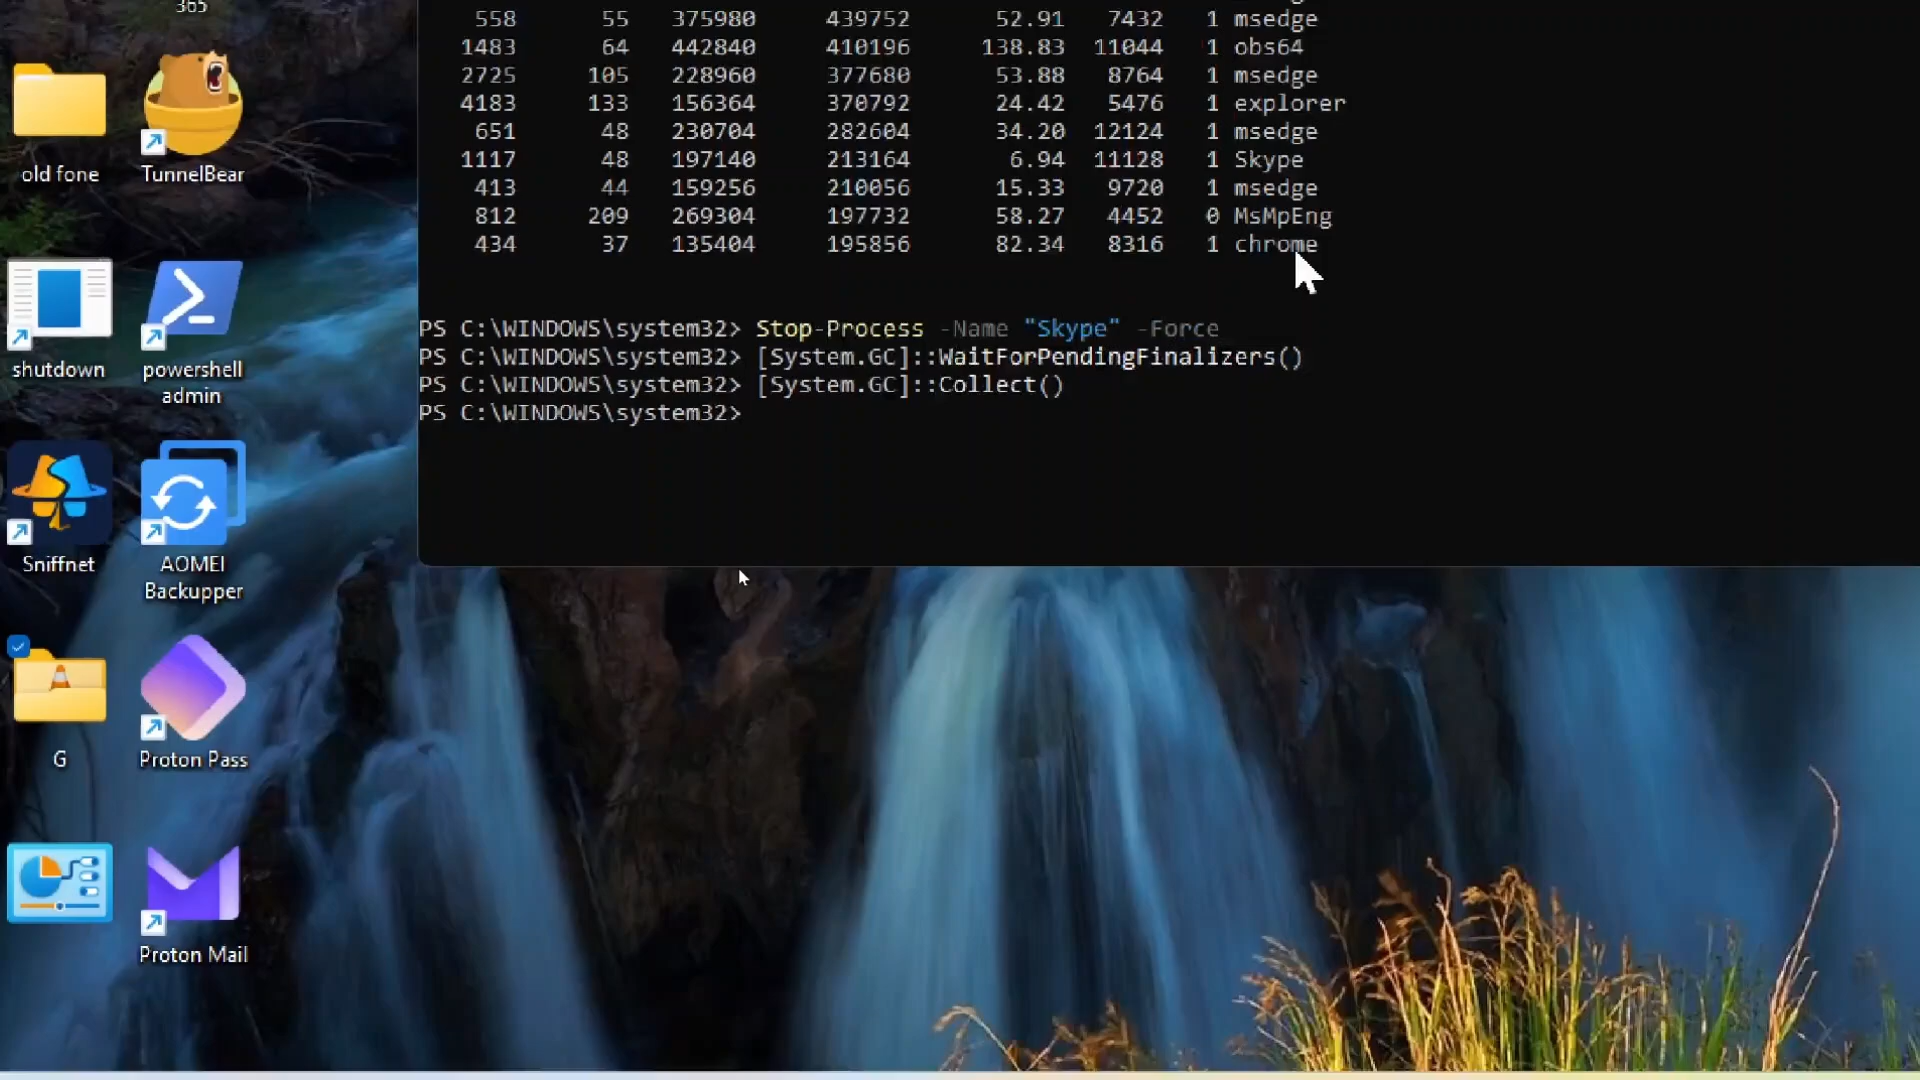 365
old fone
TunnelBear
shutdown
powershell
admin
Sniffnet
AOMEI
Backupper
G
Proton Pass
Proton Mail
558 55 375980 439752 52.91 7432 1 msedge
1483 64 442840 410196 138.83 11044 1 obs64
2725 105 228960 377680 53.88 8764 1 msedge
4183 133 156364 370792 24.42 5476 1 explorer
651 48 230704 282604 34.20 12124 1 msedge
1117 48 197140 213164 6.94 11128 1 Skype
413 44 159256 210056 15.33 9720 1 msedge
812 209 269304 197732 58.27 4452 0 MsMpEng
434 37 135404 195856 82.34 8316 1 chrome
PS C:\WINDOWS\system32> Stop-Process -Name "Skype" -Force
PS C:\WINDOWS\system32> [System.GC]::WaitForPendingFinalizers()
PS C:\WINDOWS\system32> [System.GC]::Collect()
PS C:\WINDOWS\system32>